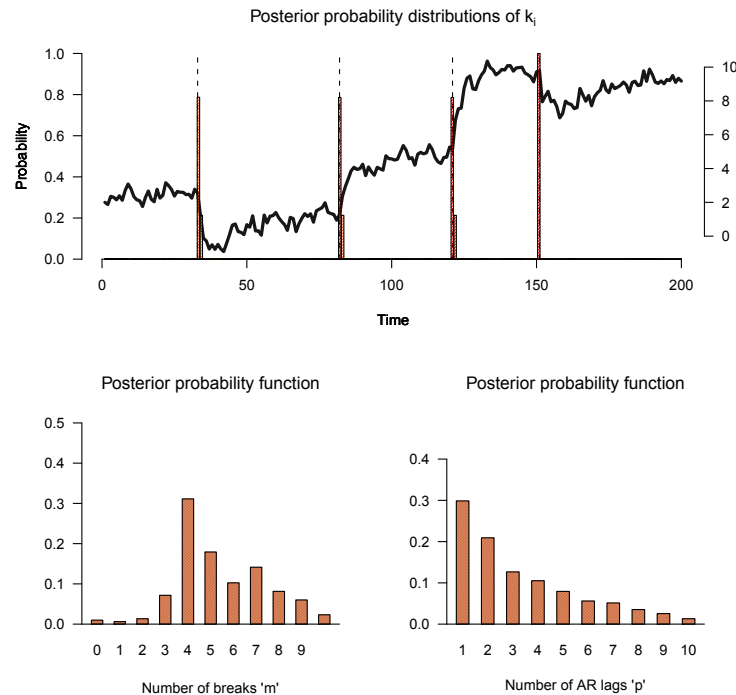 Posterior probability distributions of ki
1.0
0.8
0.6
0.4
0.2
0.0
Probability
10
8
6
4
2
0
0 50 100 150 200
Time
Posterior probability function
0.5
0.4
0.3
0.2
0.1
0.0
0 1 2 3 4 5 6 7 8 9
Number of breaks 'm'
Posterior probability function
0.4
0.3
0.2
0.1
0.0
1 2 3 4 5 6 7 8 9 10
Number of AR lags 'p'